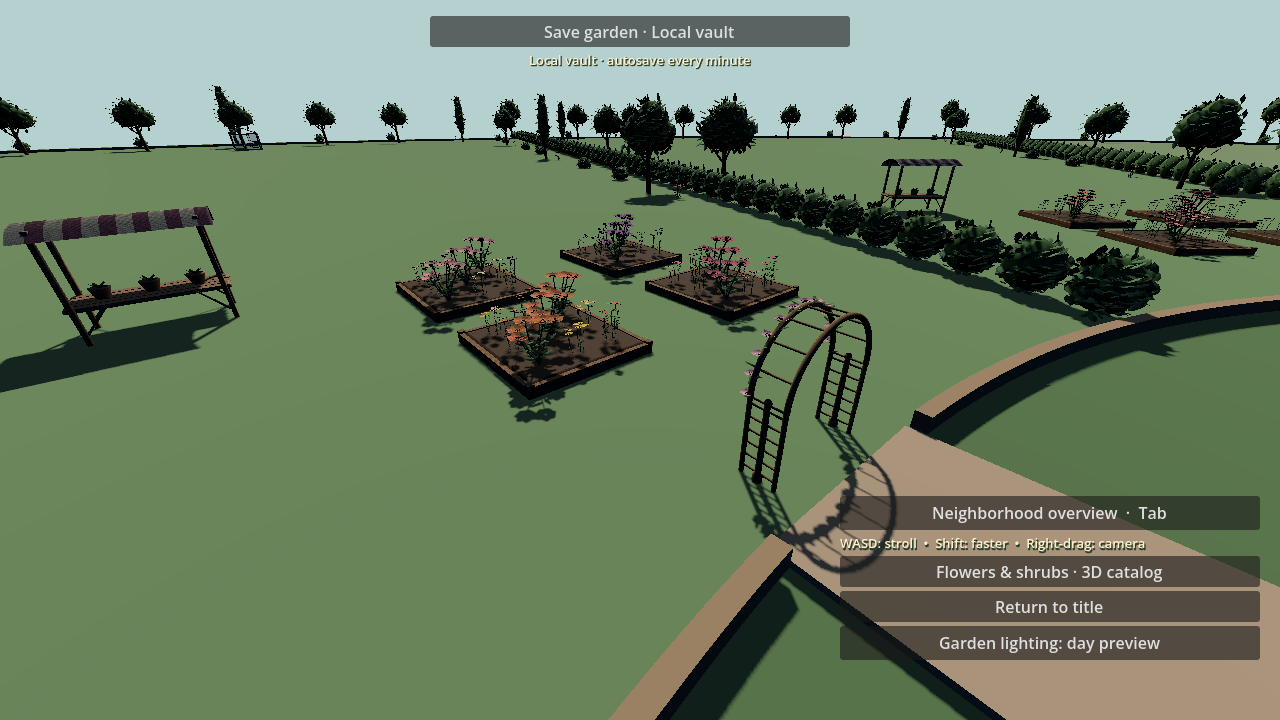 Save garden · Local vault
Local vault · autosave every minute
Neighborhood overview · Tab
WASD: stroll • Shift: faster • Right-drag: camera
Flowers & shrubs · 3D catalog
Return to title
Garden lighting: day preview